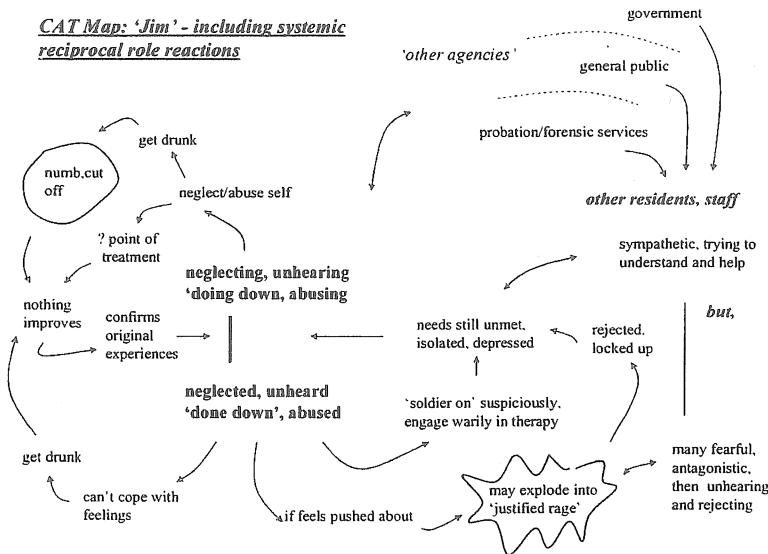 CAT Map: 'Jim' - including systemic
reciprocal role reactions
government
'other agencies'
general public
probation/forensic services
get drunk
numb,cut
off
neglect/abuse self
other residents, staff
? point of
treatment
sympathetic, trying to
understand and help
neglecting, unhearing
'doing down, abusing
nothing
improves
confirms
original
experiences
needs still unmet,
isolated, depressed
rejected,
locked up
but,
neglected, unheard
'done down', abused
'soldier on' suspiciously,
engage warily in therapy
get drunk
can't cope with
feelings
if feels pushed about
may explode into
'justified rage'
many fearful,
antagonistic,
then unhearing
and rejecting